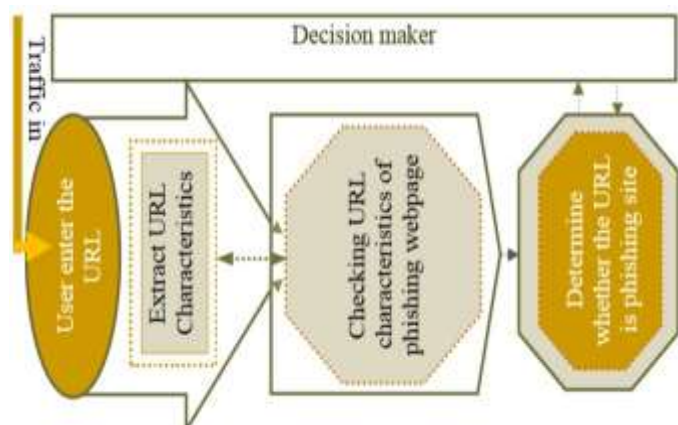 Decision maker
Traffic in
User enter the
URL
Extract URL
Characteristics
Checking URL
characteristics of
phishing webpage
Determine
whether the URL
is phishing site